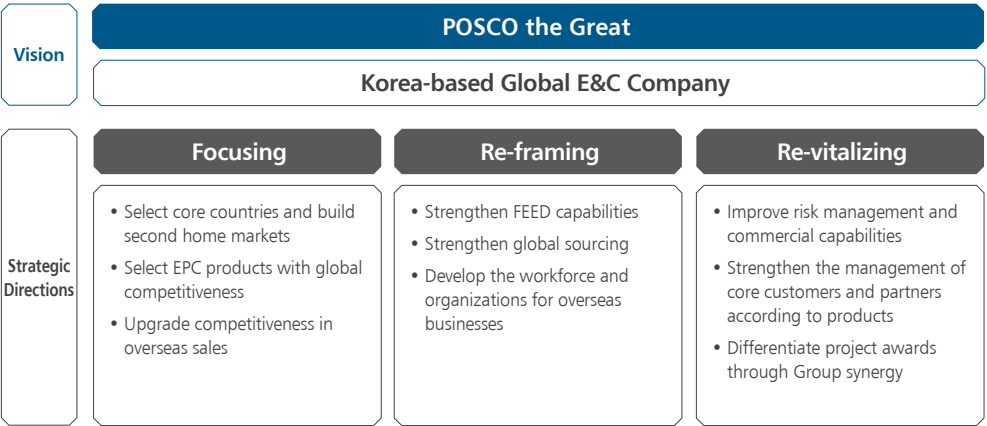 Vision
POSCO the Great
Korea-based Global E&C Company
Strategic
Directions
Focusing
• Select core countries and build
second home markets
• Select EPC products with global
competitiveness
• Upgrade competitiveness in
overseas sales
Re-framing
• Strengthen FEED capabilities
• Strengthen global sourcing
• Develop the workforce and
organizations for overseas
businesses
Re-vitalizing
• Improve risk management and
commercial capabilities
• Strengthen the management of
core customers and partners
according to products
• Differentiate project awards
through Group synergy